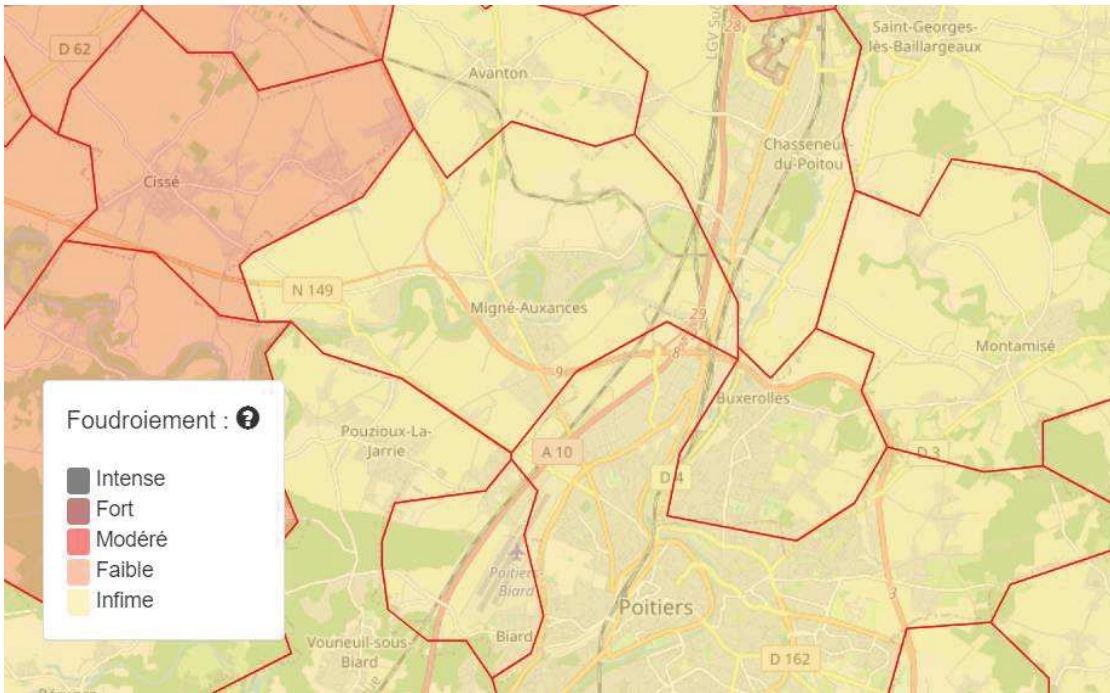 28
LGV Sud
Saint-Georges-
lès-Baillargeaux
D 62
Avanton
Chasseneuil-
du-Poitou
Cissé
N 149
Migné-Auxances
29
8
9
Montamisé
Buxerolles
Foudroiement : ?
Pouzioux-La-
Jarrie
A 10
D 3
D 4
Intense
Fort
Modéré
Faible
Infime
Poitiers-
Biard
3
Poitiers
Vouneuil-sous-
Biard
Biard
D 162